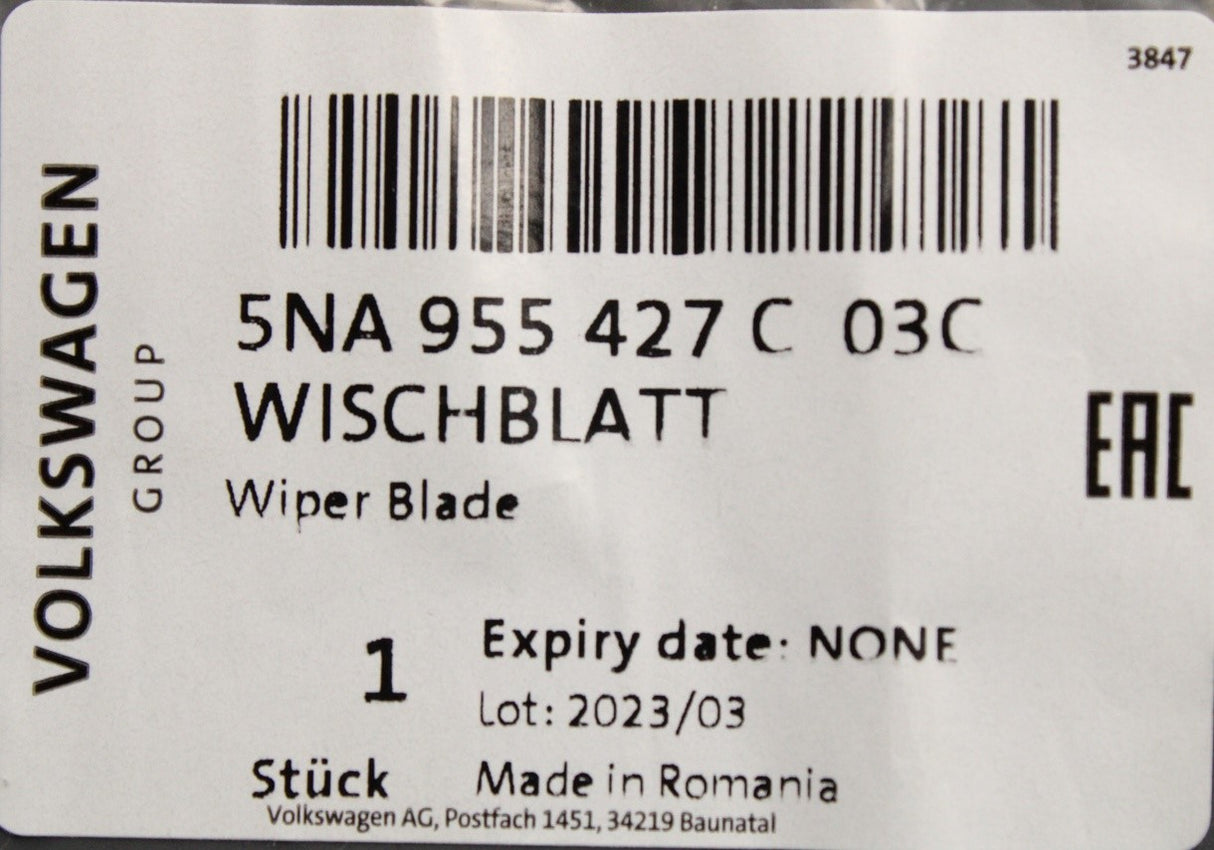 3847
VOLKSWAGEN
GROUP
5NA 955 427 C 03C
WISCHBLATT
Wiper Blade
EAC
1
Expiry date: NONE
Lot: 2023/03
Stück
Made in Romania
Volkswagen AG, Postfach 1451, 34219 Baunatal